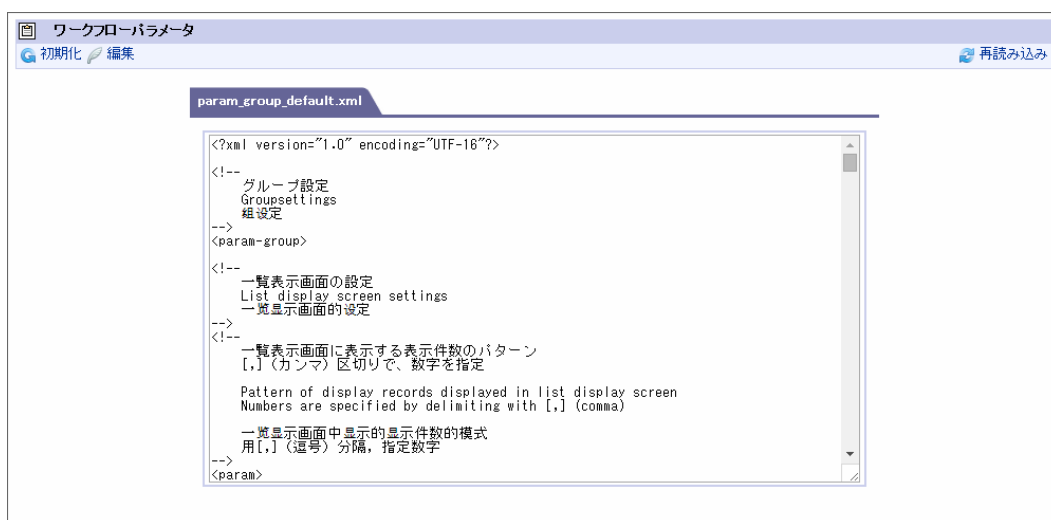 ワークフローパラメータ
初期化 編集 再読み込み
param_group_default.xml
<?xml version="1.0" encoding="UTF-16"?>
<!--
グループ設定
Groupsettings
组设定
-->
<param-group>
<!--
一覧表示画面の設定
List display screen settings
一览显示画面的设定
-->
<!--
一覧表示画面に表示する表示件数のパターン
[,] (カンマ) 区切りで、数字を指定
Pattern of display records displayed in list display screen
Numbers are specified by delimiting with [,] (comma)
一览显示画面中显示的显示件数的模式
用[,] (逗号) 分隔，指定数字
-->
<param>